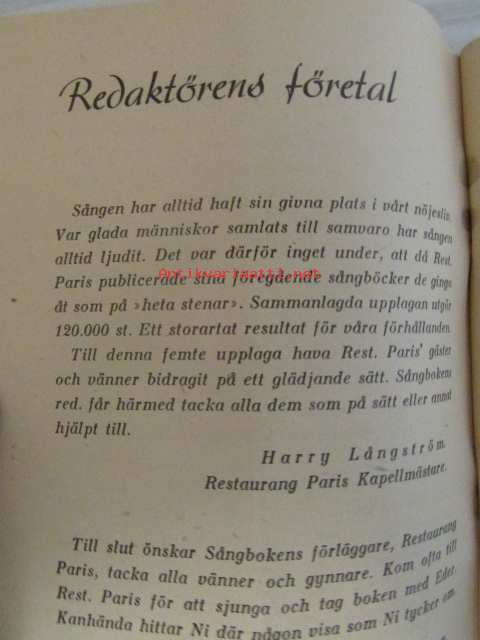 Redaktörens företal
Sången har alltid haft sin givna plats i vårt nöjesliv.
Var glada människor samlats till samvaro har sången
alltid ljudit. Det var därför inget under, att då Rest.
Antikvariaatti.net
Paris publicerade sina föregående sångböcker de gingo
åt som på »heta stenar». Sammanlagda upplagan utgör
120.000 st. Ett storartat resultat för våra förhållanden.
Till denna femte upplaga hava Rest. Paris' gäster
och vänner bidragit på ett glädjande sätt. Sångbokens
red. får härmed tacka alla dem som på sätt eller annat
hjälpt till.
Harry Långström.
Restaurang Paris Kapellmästare.
Till slut önskar Sångbokens förläggare, Restaurang
Paris, tacka alla vänner och gynnare. Kom ofta till
Rest. Paris för att sjunga och tag boken med Eder.
Kanhända hittar Ni där någon visa som Ni tycker om.